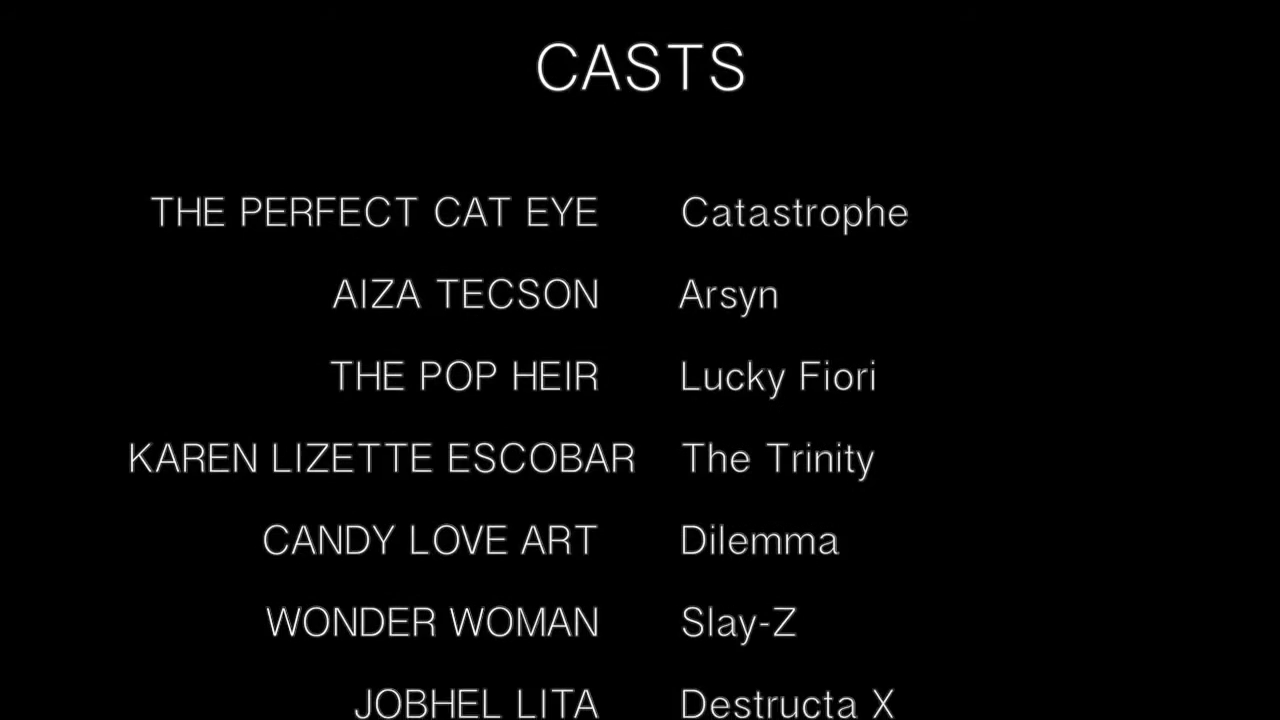 CASTS
THE PERFECT CAT EYE Catastrophe
AIZA TECSON Arsyn
THE POP HEIR Lucky Fiori
KAREN LIZETTE ESCOBAR The Trinity
CANDY LOVE ART Dilemma
WONDER WOMAN Slay-Z
JOBHEL LITA Destructa X